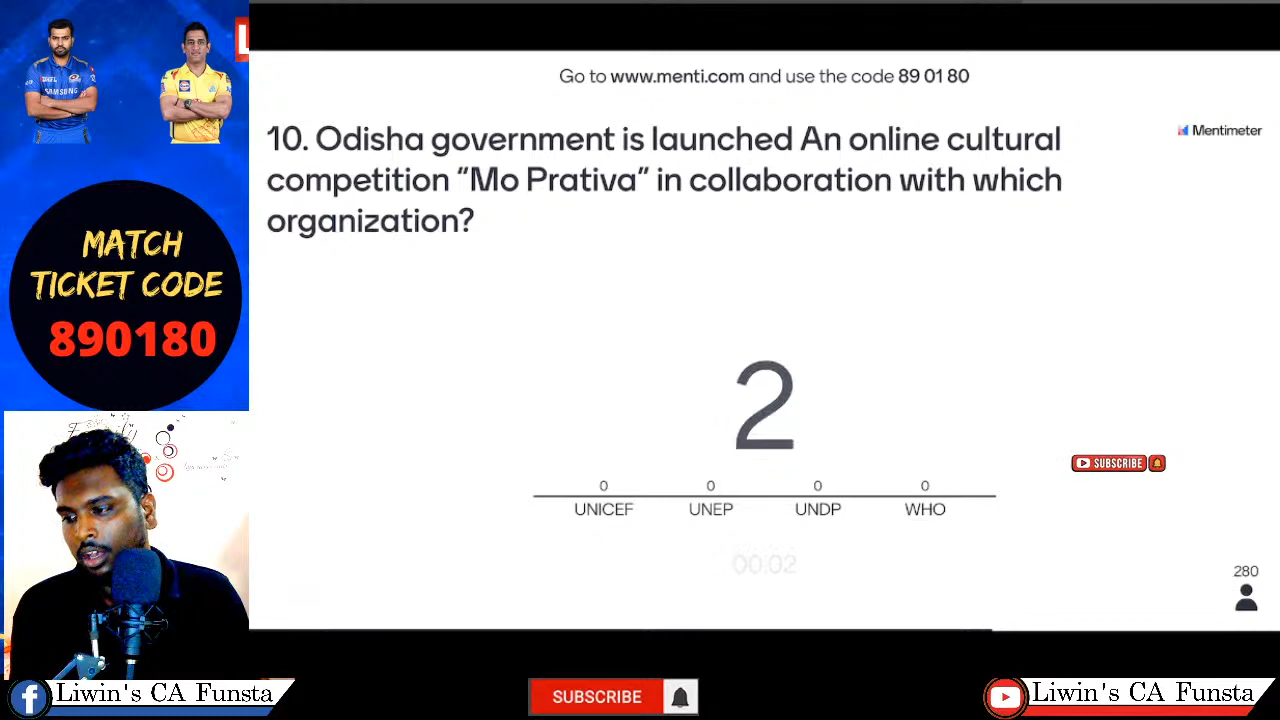 Go to www.menti.com and use the code 89 01 80
Mentimeter
10. Odisha government is launched An online cultural
competition “Mo Prativa” in collaboration with which
organization?
MATCH
TICKET CODE
890180
2
0 0 0 0
UNICEF UNEP UNDP WHO
00:02
SUBSCRIBE
280
SAMSUNG
Family
Liwin's CA Funsta
SUBSCRIBE
Liwin's CA Funsta